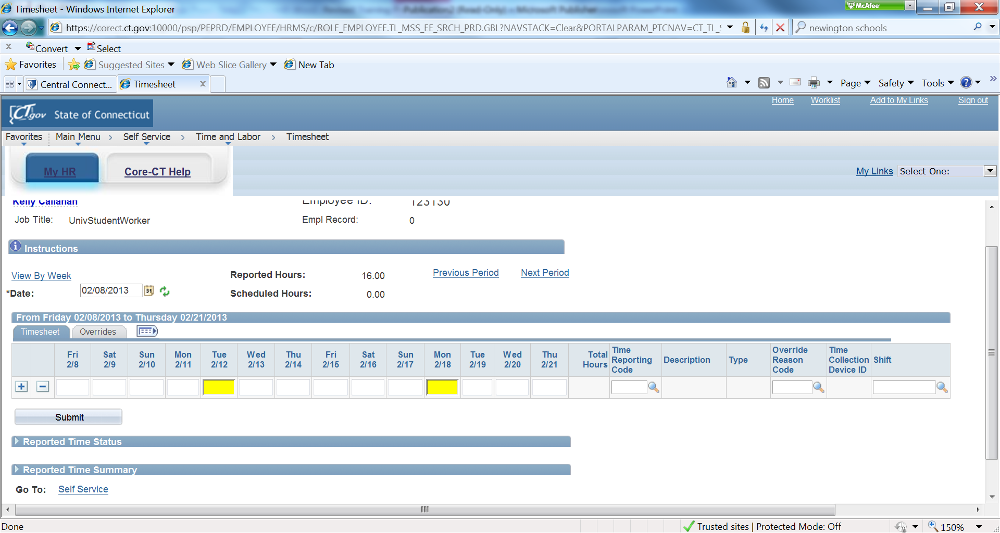 Timesheet - Windows Internet Explorer
McAfee
https://corect.ct.gov:10000/psp/PEPRD/EMPLOYEE/HRMS/c/ROLE_EMPLOYEE.TL_MSS_EE_SRCH_PRD.GBL?NAVSTACK=Clear&PORTALPARAM_PTCNAV=CT_TL_
newington schools
Convert Select
Favorites Suggested Sites Web Slice Gallery New Tab
Central Connect... Timesheet
Page Safety Tools
Home Worklist Add to My Links Sign out
CTgov State of Connecticut
Favorites Main Menu > Self Service > Time and Labor > Timesheet
My HR Core-CT Help
My Links Select One:
Kelly Callahan Employee ID: 123130
Job Title: UnivStudentWorker Empl Record: 0
Instructions
View By Week Reported Hours: 16.00 Previous Period Next Period
*Date: 02/08/2013 31 Scheduled Hours: 0.00
From Friday 02/08/2013 to Thursday 02/21/2013
Timesheet Overrides
Fri 2/8 Sat 2/9 Sun 2/10 Mon 2/11 Tue 2/12 Wed 2/13 Thu 2/14 Fri 2/15 Sat 2/16 Sun 2/17 Mon 2/18 Tue 2/19 Wed 2/20 Thu 2/21 Total Hours Time Reporting Code Description Type Override Reason Code Time Collection Device ID Shift
Submit
Reported Time Status
Reported Time Summary
Go To: Self Service
Done Trusted sites | Protected Mode: Off 150%